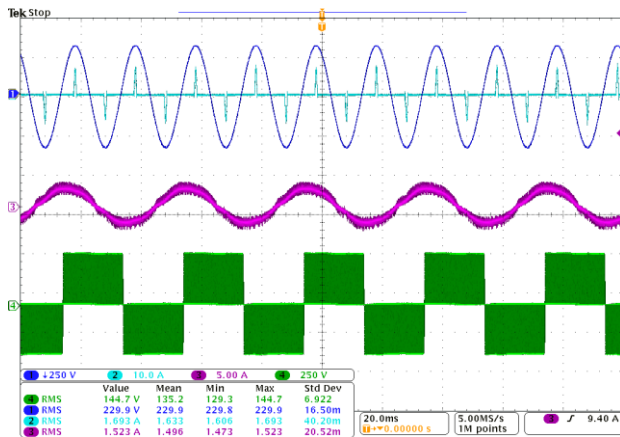 Tek Stop
T
T
1
2
3
4
1 ↓250 V 2 10.0 A 3 5.00 A 4 250 V
Value Mean Min Max Std Dev
4 RMS 144.7 V 135.2 129.3 144.7 6.922
1 RMS 229.9 V 229.9 229.8 229.9 16.50m
2 RMS 1.693 A 1.633 1.606 1.693 40.20m
3 RMS 1.523 A 1.496 1.473 1.523 20.52m
20.0ms 5.00MS/s 3 ƒ 9.40 A
T→▼0.00000 s 1M points